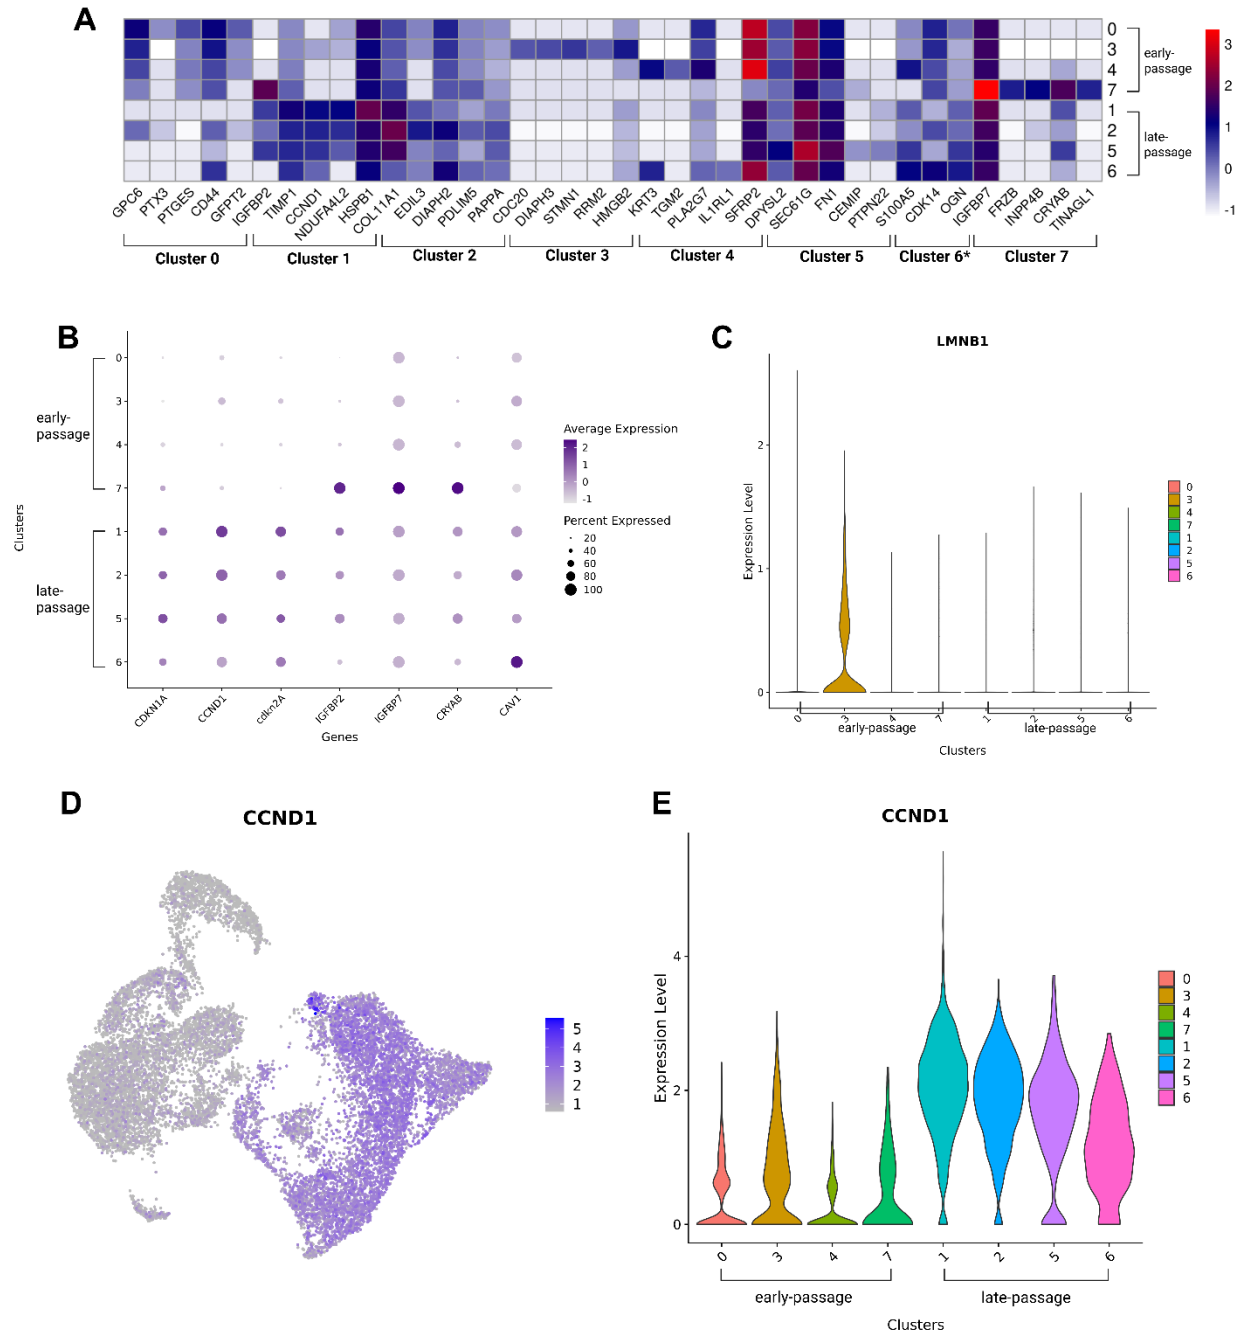 A
0
3
4
7
1
2
5
6
early-
passage
late-
passage
3
2
1
0
-1
GPC6
PTX3
PTGES
CD44
GFPT2
IGFBP2
TIMP1
CCND1
NDUFA4L2
HSPB1
COL11A1
EDIL3
DIAPH2
PDLIM5
PAPPA
CDC20
DIAPH3
STMN1
RRM2
HMGB2
KRT3
TGM2
PLA2G7
IL1RL1
SFRP2
DPYSL2
SEC61G
FN1
CEMIP
PTPN22
S100A5
CDK14
OGN
IGFBP7
FRZB
INPP4B
CRYAB
TINAGL1
Cluster 0
Cluster 1
Cluster 2
Cluster 3
Cluster 4
Cluster 5
Cluster 6*
Cluster 7
B
Clusters
early-
passage
late-
passage
0
3
4
7
1
2
5
6
CDKN1A
CCND1
cdkn2A
IGFBP2
IGFBP7
CRYAB
CAV1
Genes
Average Expression
2
1
0
-1
Percent Expressed
20
40
60
80
100
C
LMNB1
Expression Level
2
1
0
0
3
4
7
1
2
5
6
early-passage
late-passage
Clusters
0
3
4
7
1
2
5
6
D
CCND1
5
4
3
2
1
E
CCND1
Expression Level
4
2
0
0
3
4
7
1
2
5
6
early-passage
late-passage
Clusters
0
3
4
7
1
2
5
6